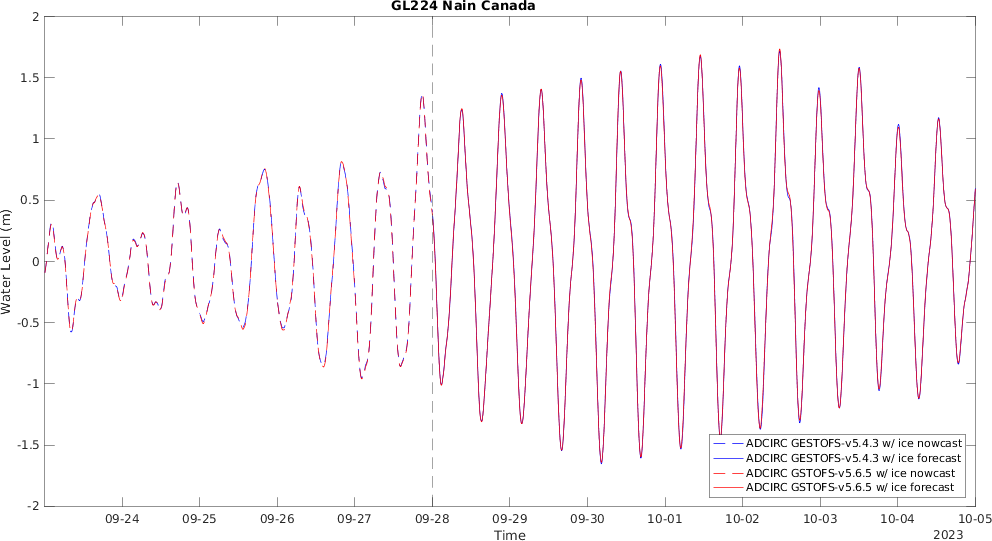 GL224 Nain Canada
2
1.5
1
0.5
0
-0.5
-1
-1.5
-2
Water Level (m)
ADCIRC GESTOFS-v5.4.3 w/ ice nowcast
ADCIRC GESTOFS-v5.4.3 w/ ice forecast
ADCIRC GSTOFS-v5.6.5 w/ ice nowcast
ADCIRC GSTOFS-v5.6.5 w/ ice forecast
09-24 09-25 09-26 09-27 09-28 09-29 09-30 10-01 10-02 10-03 10-04 10-05
Time
2023